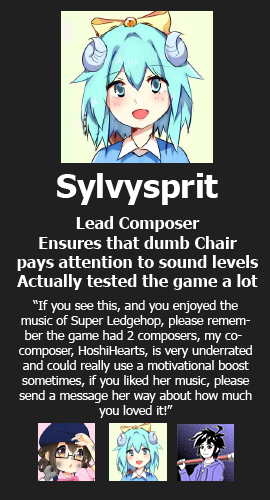 Sylvysprit
Lead Composer
Ensures that dumb Chair
pays attention to sound levels
Actually tested the game a lot
“If you see this, and you enjoyed the
music of Super Ledgehop, please remem-
ber the game had 2 composers, my co-
composer, HoshiHearts, is very underrated
and could really use a motivational boost
sometimes, if you liked her music, please
send a message her way about how much
you loved it!”